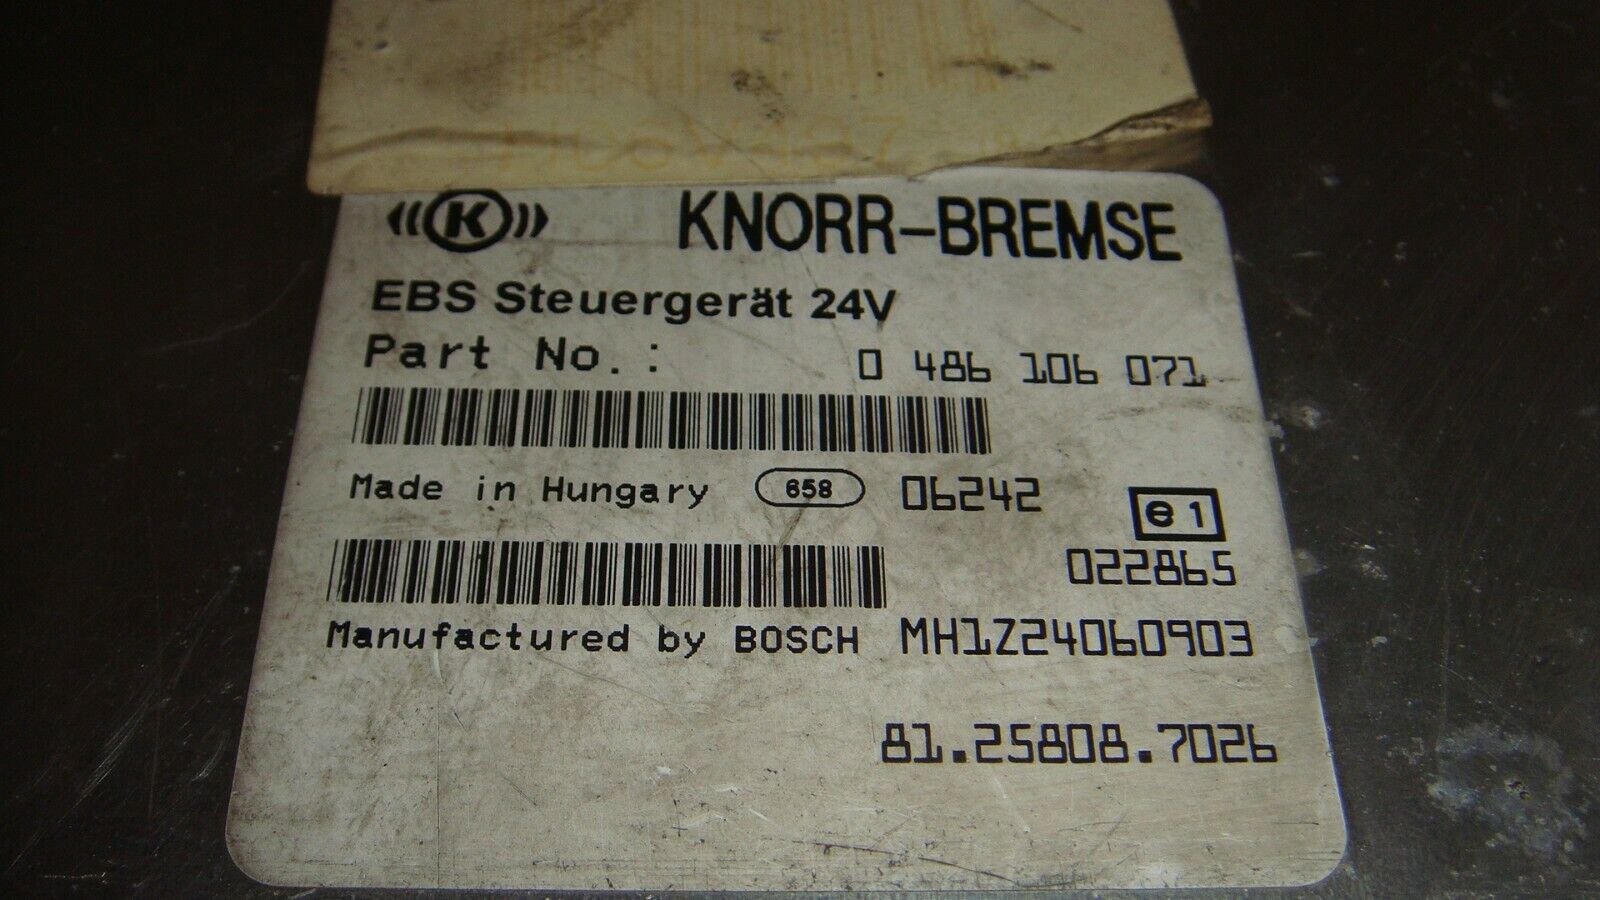 K KNORR-BREMSE
EBS Steuergerät 24V
Part No.: 0 486 106 071
Made in Hungary 658 06242
e1
022865
Manufactured by BOSCH MH1Z24060903
81.25808.7026